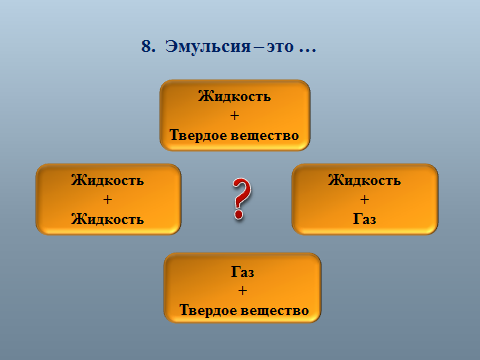 8. Эмульсия – это …
Жидкость
+
Твердое вещество
Жидкость
+
Жидкость
?
Жидкость
+
Газ
Газ
+
Твердое вещество